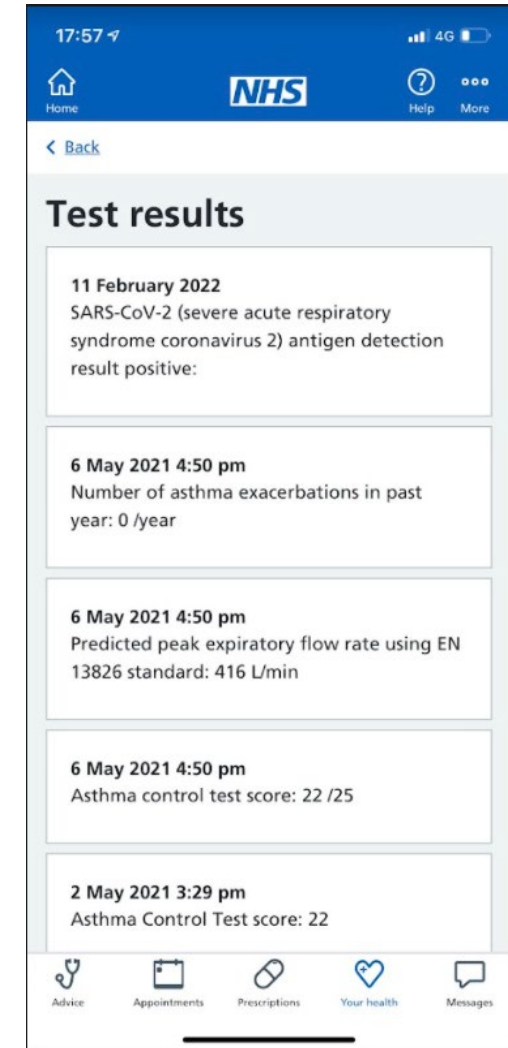 17:57
4G
Home
NHS
Help
More
Back
Test results
11 February 2022
SARS-CoV-2 (severe acute respiratory
syndrome coronavirus 2) antigen detection
result positive:
6 May 2021 4:50 pm
Number of asthma exacerbations in past
year: 0 /year
6 May 2021 4:50 pm
Predicted peak expiratory flow rate using EN
13826 standard: 416 L/min
6 May 2021 4:50 pm
Asthma control test score: 22 /25
2 May 2021 3:29 pm
Asthma Control Test score: 22
Advice
Appointments
Prescriptions
Your health
Messages